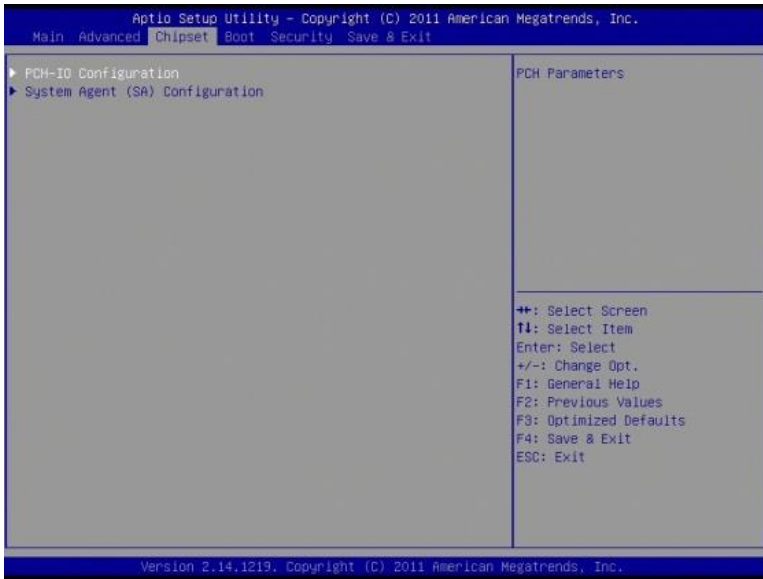 Aptio Setup Utility - Copyright (C) 2011 American Megatrends, Inc.
Main Advanced Chipset Boot Security Save & Exit
PCH-IO Configuration
System Agent (SA) Configuration
PCH Parameters
→←: Select Screen
↑↓: Select Item
Enter: Select
+/-: Change Opt.
F1: General Help
F2: Previous Values
F3: Optimized Defaults
F4: Save & Exit
ESC: Exit
Version 2.14.1219. Copyright (C) 2011 American Megatrends, Inc.